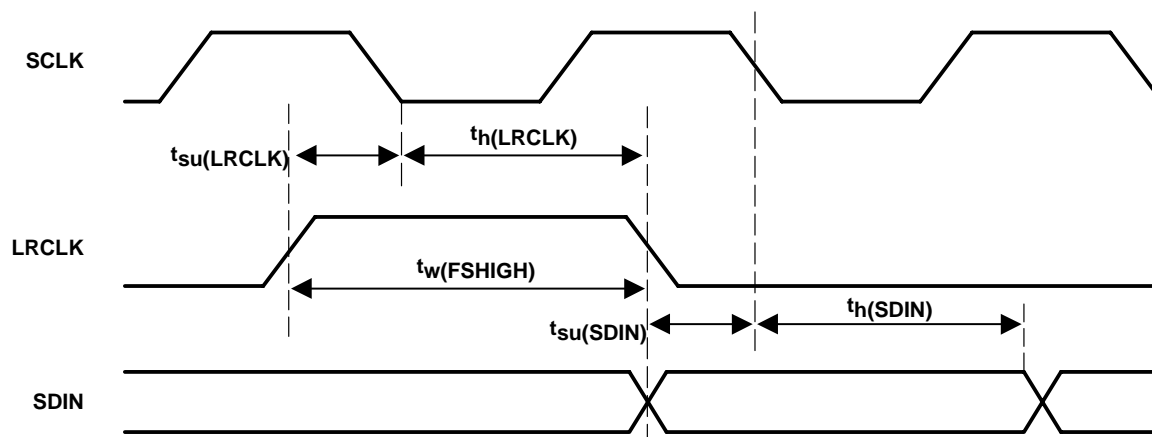 SCLK
th(LRCLK)
tsu(LRCLK)
LRCLK
tw(FSHIGH)
th(SDIN)
tsu(SDIN)
SDIN